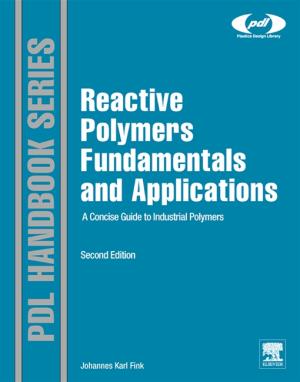 pdl
Plastics Design Library
PDL HANDBOOK SERIES
Reactive
Polymers
Fundamentals
and Applications
A Concise Guide to Industrial Polymers
Second Edition
Johannes Karl Fink
ELSEVIER